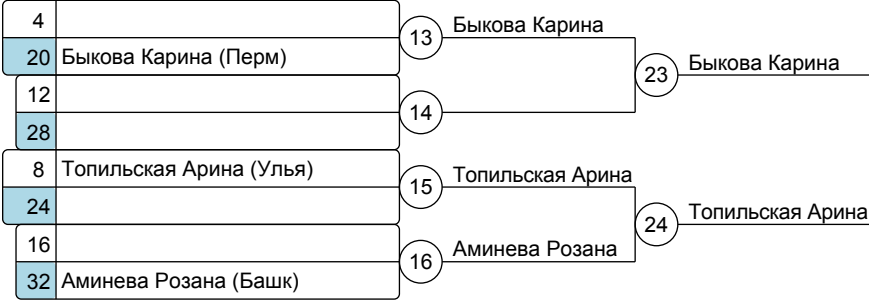 4
20 Быкова Карина (Перм)
12
28
8 Топильская Арина (Улья)
24
16
32 Аминева Розана (Башк)
13 Быкова Карина
14
15 Топильская Арина
16 Аминева Розана
23 Быкова Карина
24 Топильская Арина